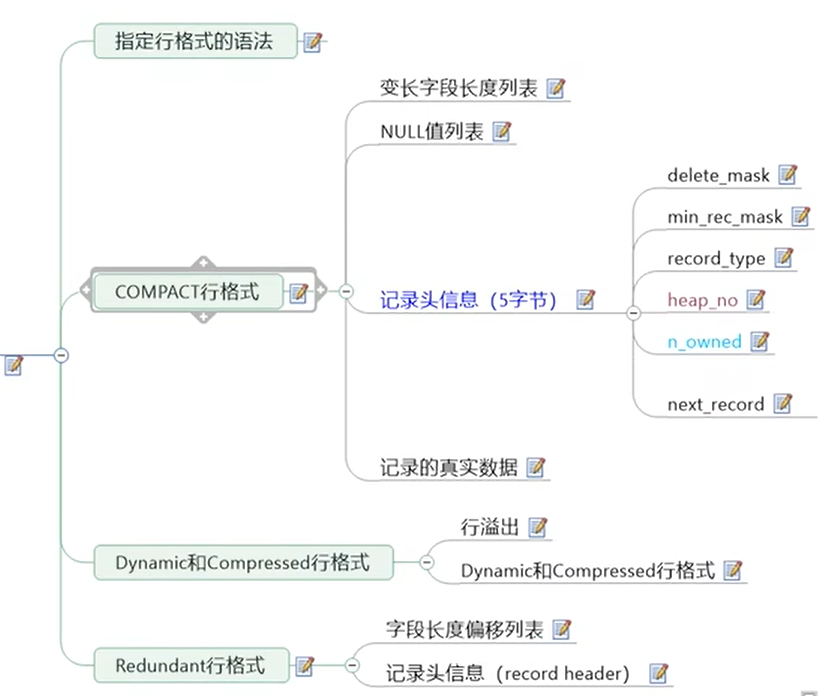 指定行格式的语法
COMPACT行格式
变长字段长度列表
NULL值列表
记录头信息（5字节）
delete_mask
min_rec_mask
record_type
heap_no
n_owned
next_record
记录的真实数据
Dynamic和Compressed行格式
行溢出
Dynamic和Compressed行格式
Redundant行格式
字段长度偏移列表
记录头信息（record header）